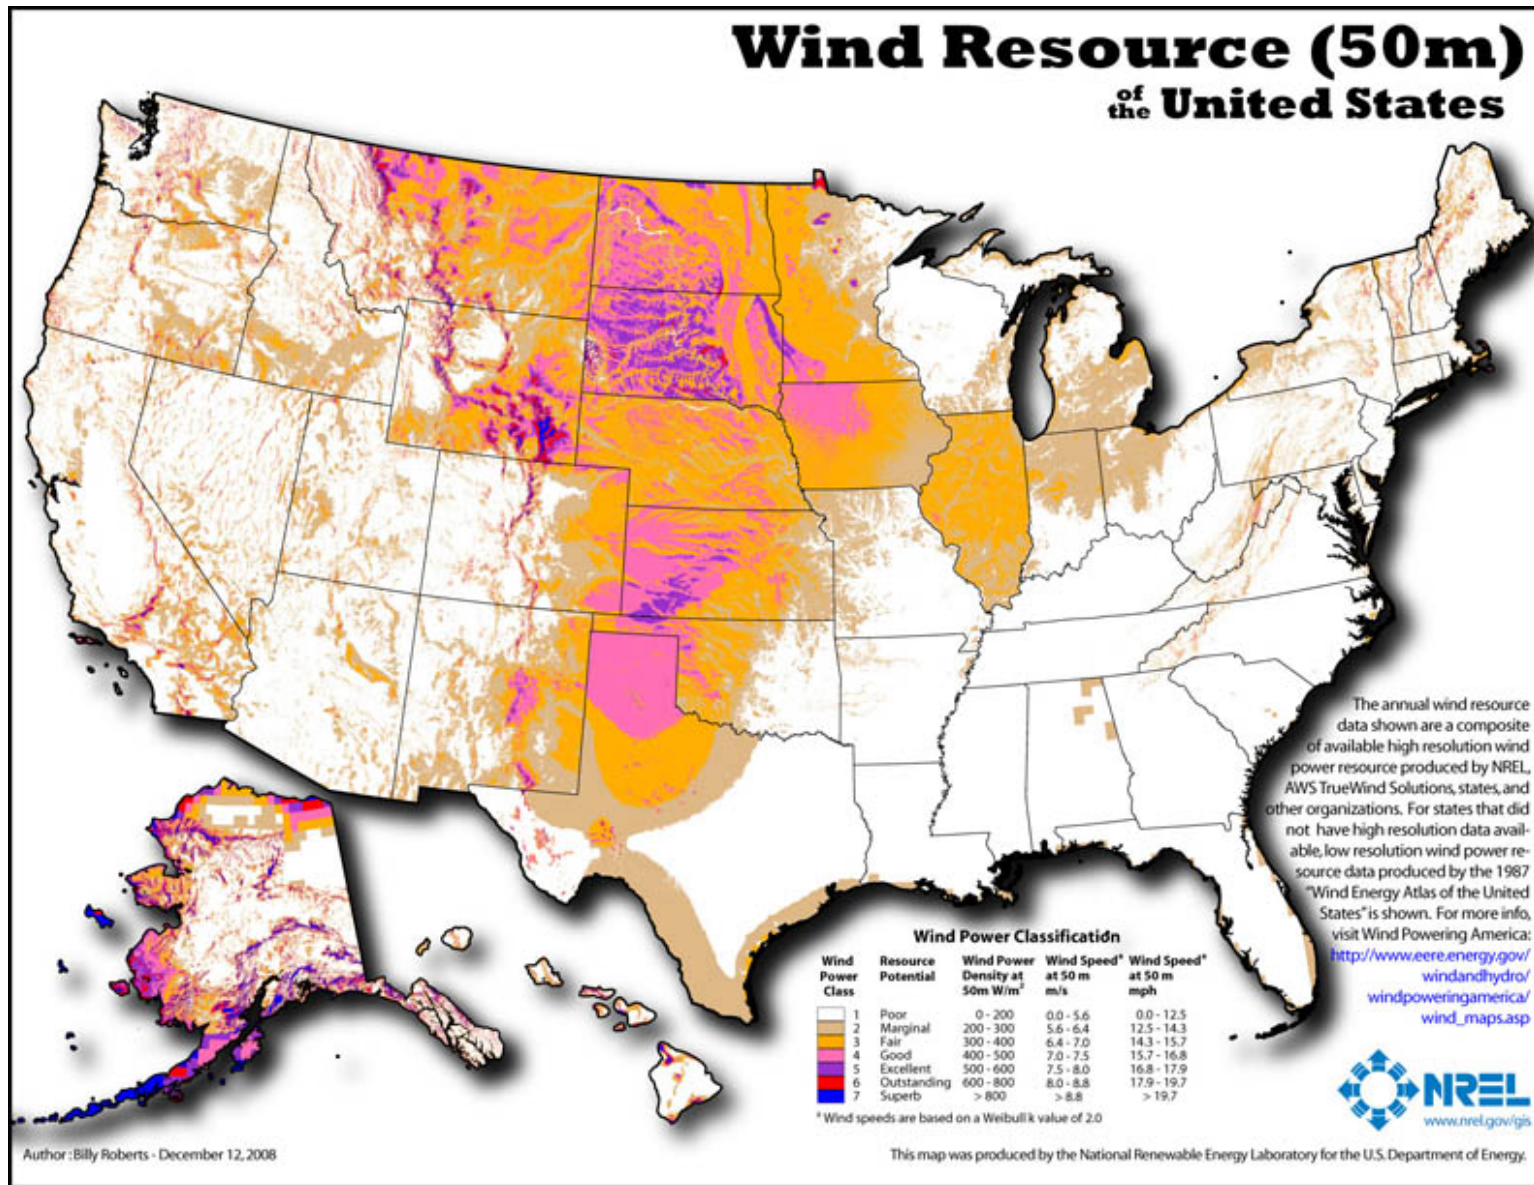 Wind Resource (50m)
of the United States
The annual wind resource
data shown are a composite
of available high resolution wind
power resource produced by NREL,
AWS TrueWind Solutions, states, and
other organizations. For states that did
not have high resolution data avail-
able, low resolution wind power re-
source data produced by the 1987
"Wind Energy Atlas of the United
States" is shown. For more info,
visit Wind Powering America:
http://www.eere.energy.gov/
windandhydro/
windpoweringamerica/
wind_maps.asp
Wind Power Classification
Wind Power Class Resource Potential Wind Power Density at 50m W/m² Wind Speedª at 50 m m/s Wind Speedª at 50 m mph
1 Poor 0 - 200 0.0 - 5.6 0.0 - 12.5
2 Marginal 200 - 300 5.6 - 6.4 12.5 - 14.3
3 Fair 300 - 400 6.4 - 7.0 14.3 - 15.7
4 Good 400 - 500 7.0 - 7.5 15.7 - 16.8
5 Excellent 500 - 600 7.5 - 8.0 16.8 - 17.9
6 Outstanding 600 - 800 8.0 - 8.8 17.9 - 19.7
7 Superb > 800 > 8.8 > 19.7
ª Wind speeds are based on a Weibull k value of 2.0
NREL
www.nrel.gov/gis
Author : Billy Roberts - December 12, 2008
This map was produced by the National Renewable Energy Laboratory for the U.S. Department of Energy.